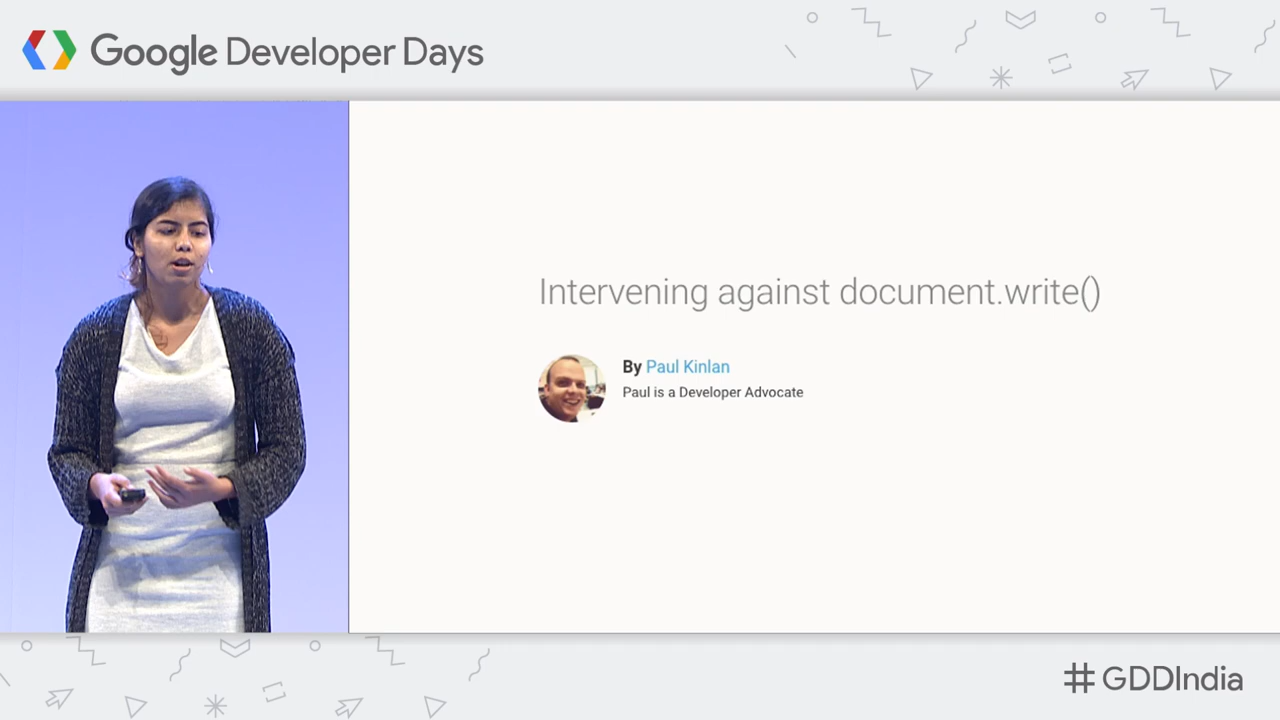 Google Developer Days
Intervening against document.write()
By Paul Kinlan
Paul is a Developer Advocate
#GDDIndia